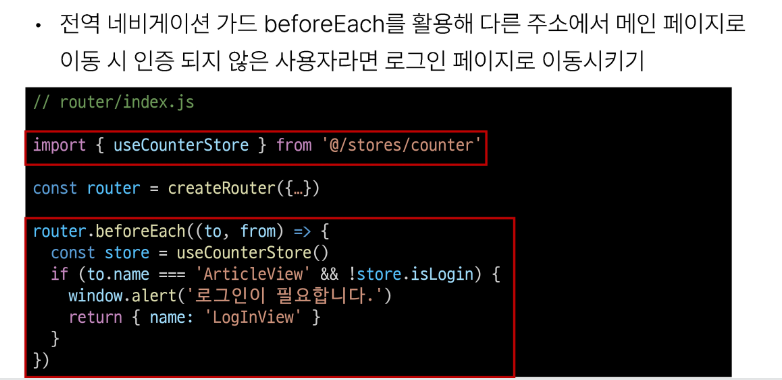 • 전역 네비게이션 가드 beforeEach를 활용해 다른 주소에서 메인 페이지로
이동 시 인증 되지 않은 사용자라면 로그인 페이지로 이동시키기
// router/index.js
import { useCounterStore } from '@/stores/counter'
const router = createRouter({…})
router.beforeEach((to, from) => {
  const store = useCounterStore()
  if (to.name === 'ArticleView' && !store.isLogin) {
    window.alert('로그인이 필요합니다.')
    return { name: 'LogInView' }
  }
})